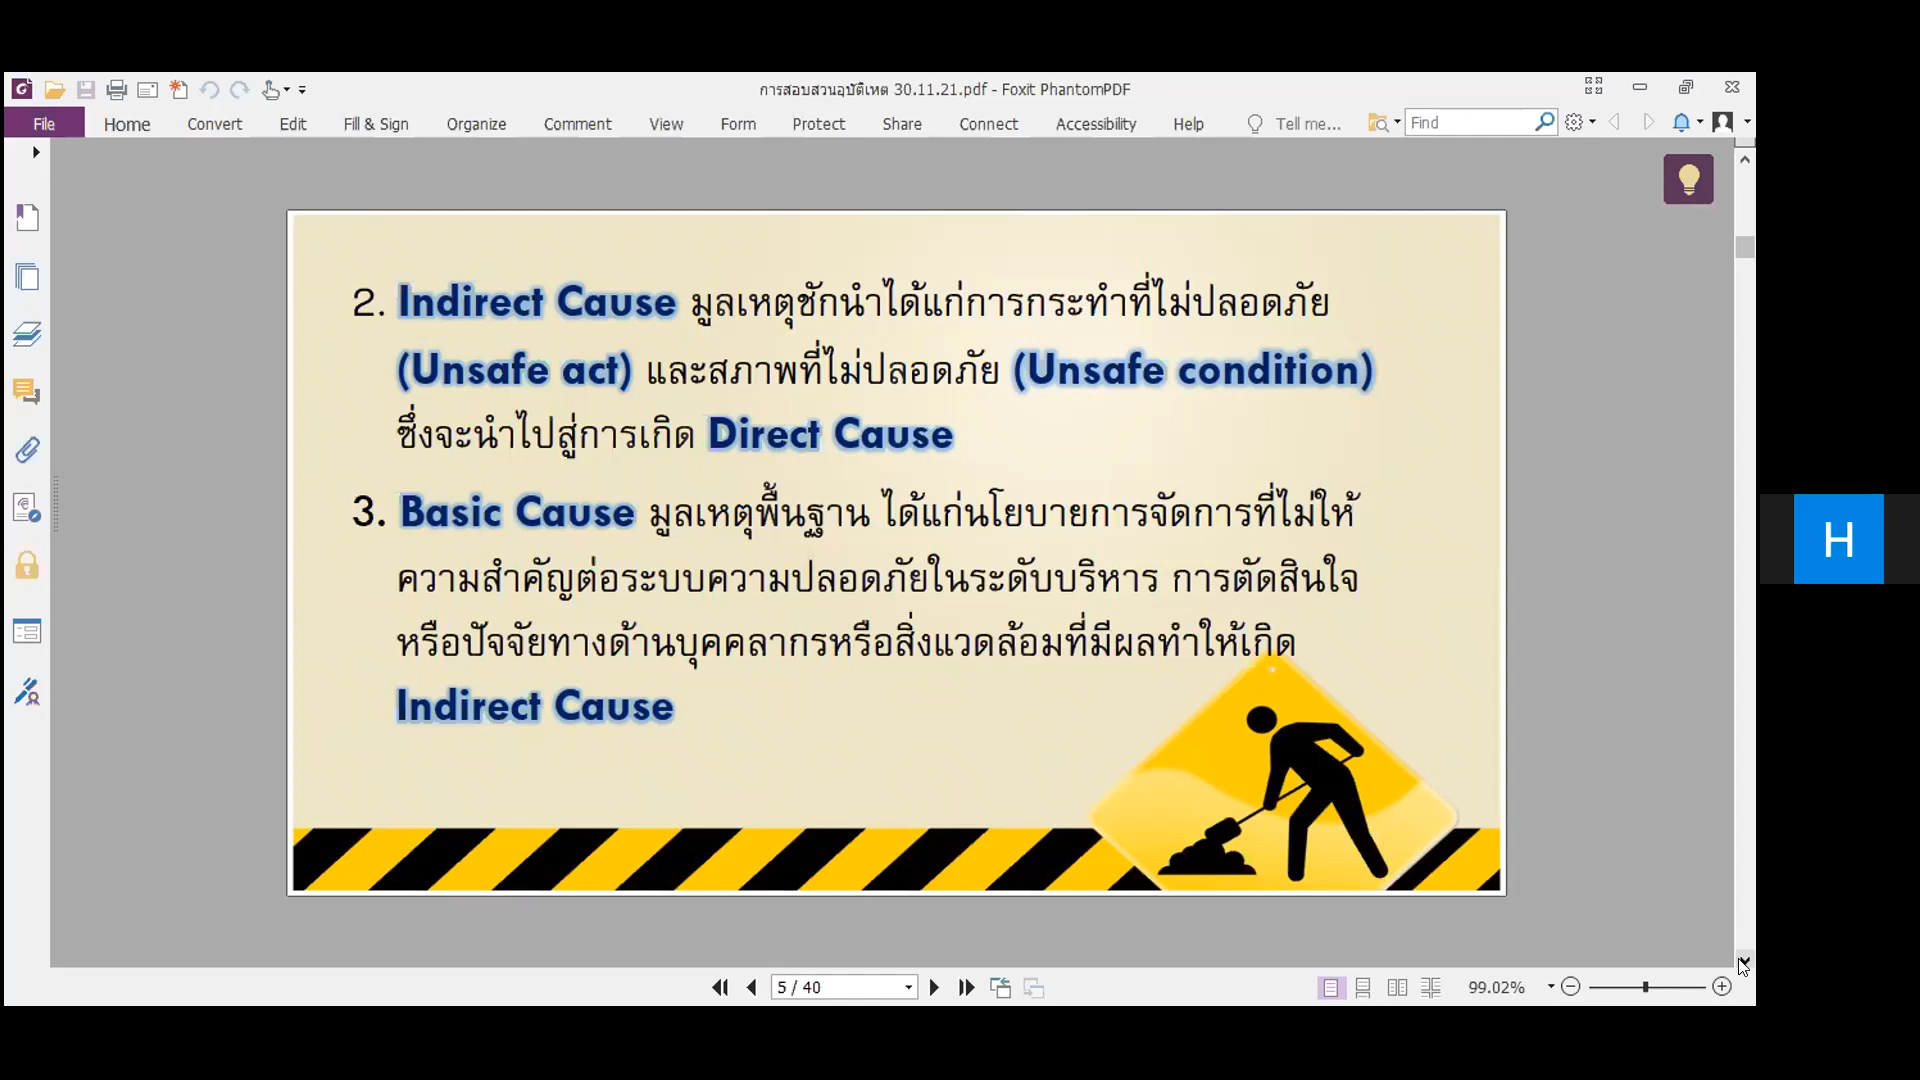 การสอบสวนอุบัติเหต 30.11.21.pdf - Foxit PhantomPDF
File Home Convert Edit Fill & Sign Organize Comment View Form Protect Share Connect Accessibility Help Tell me... Find
2. Indirect Cause มูลเหตุชักนำได้แก่การกระทำที่ไม่ปลอดภัย
(Unsafe act) และสภาพที่ไม่ปลอดภัย (Unsafe condition)
ซึ่งจะนำไปสู่การเกิด Direct Cause
3. Basic Cause มูลเหตุพื้นฐาน ได้แก่นโยบายการจัดการที่ไม่ให้
ความสำคัญต่อระบบความปลอดภัยในระดับบริหาร การตัดสินใจ
หรือปัจจัยทางด้านบุคคลากรหรือสิ่งแวดล้อมที่มีผลทำให้เกิด
Indirect Cause
H
5 / 40
99.02%